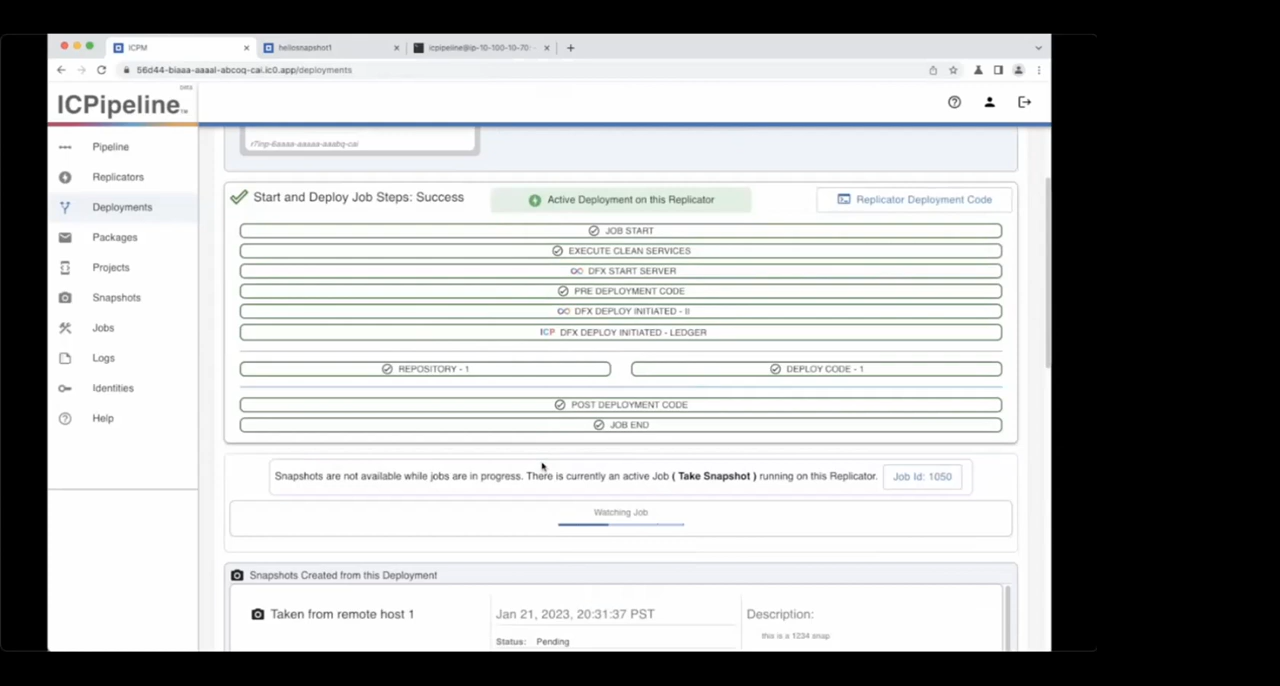 ICPM
hellosnapshot1
icpipeline@ip-10-100-10-70: ~
56d44-biaaa-aaaal-abcoq-cai.ic0.app/deployments
BETA
ICPipeline™
Pipeline
Replicators
Deployments
Packages
Projects
Snapshots
Jobs
Logs
Identities
Help
Start and Deploy Job Steps: Success
Active Deployment on this Replicator
Replicator Deployment Code
JOB START
EXECUTE CLEAN SERVICES
DFX START SERVER
PRE DEPLOYMENT CODE
DFX DEPLOY INITIATED - II
ICP DFX DEPLOY INITIATED - LEDGER
REPOSITORY - 1
DEPLOY CODE - 1
POST DEPLOYMENT CODE
JOB END
Snapshots are not available while jobs are in progress. There is currently an active Job ( Take Snapshot ) running on this Replicator.
Job Id: 1050
Watching Job
Snapshots Created from this Deployment
Taken from remote host 1
Jan 21, 2023, 20:31:37 PST
Description:
Status: Pending
this is a 1234 snap